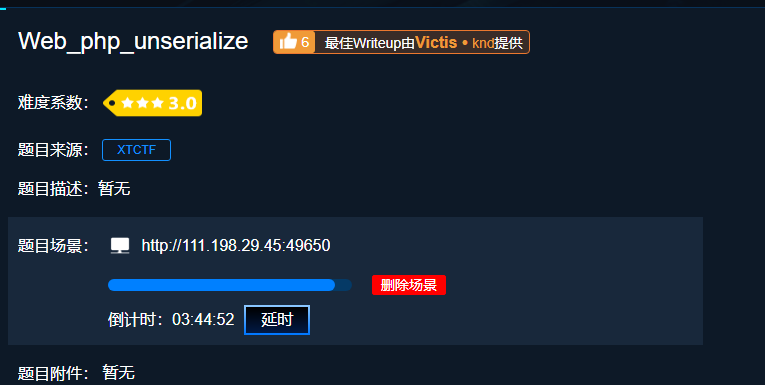 Web_php_unserialize 6 最佳Writeup由Victis • knd提供
难度系数： 3.0
题目来源： XTCTF
题目描述： 暂无
题目场景： http://111.198.29.45:49650
删除场景
倒计时： 03:44:52 延时
题目附件： 暂无